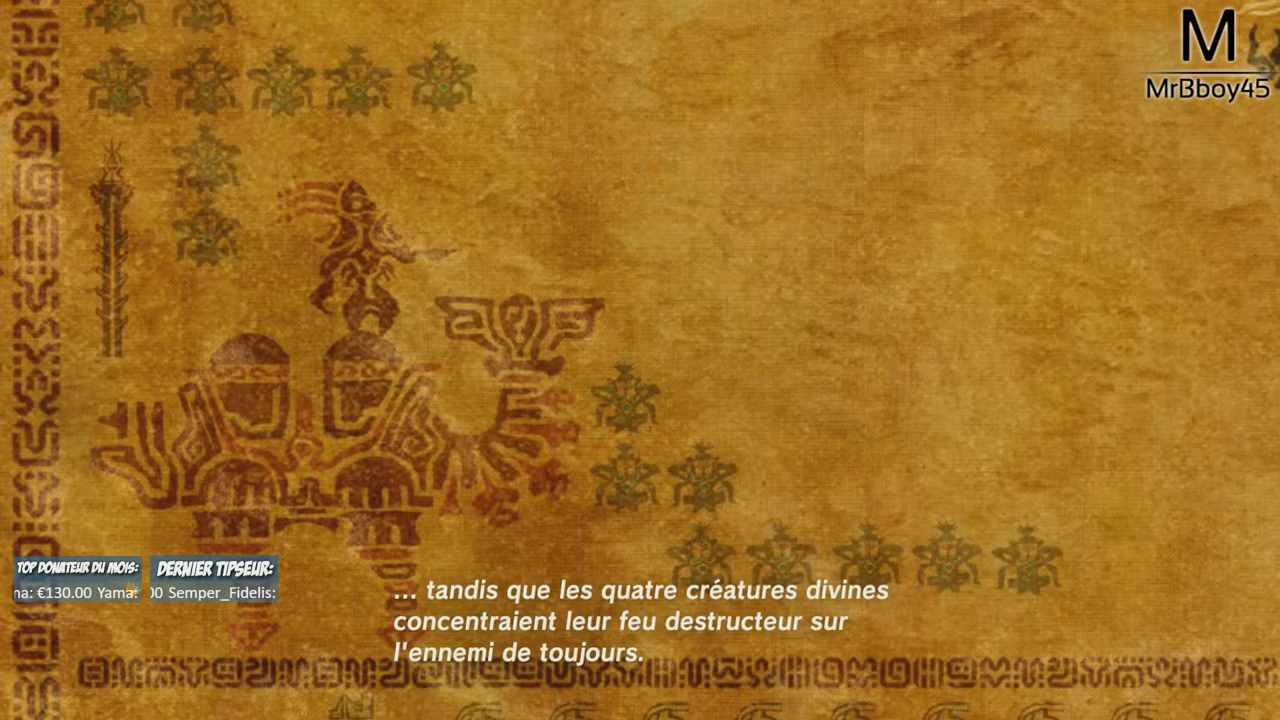 M
MrBboy45
TOP DONATEUR DU MOIS:
DERNIER TIPSEUR:
na: €130.00 Yama:
00 Semper_Fidelis:
... tandis que les quatre créatures divines
concentraient leur feu destructeur sur
l'ennemi de toujours.